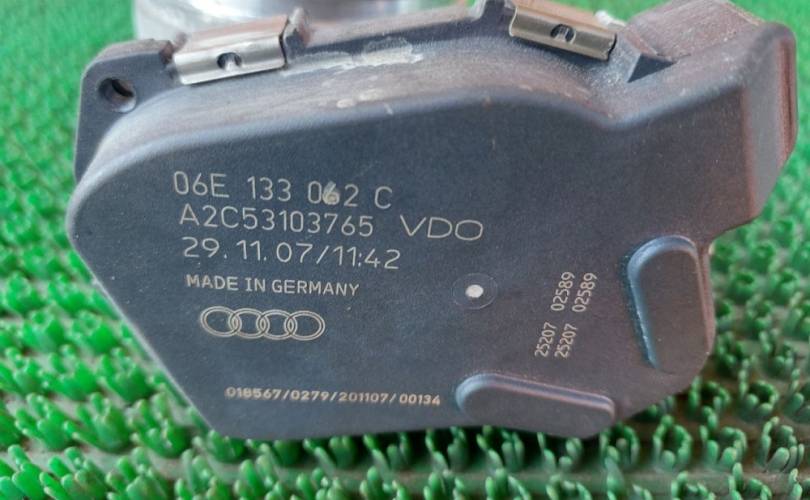 06E 133 062 C
A2C53103765 VDO
29.11.07/11:42
MADE IN GERMANY
25207 02589
25207 02589
018567/0279/201107/00134